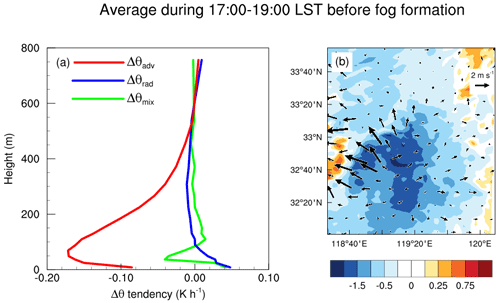 Average during 17:00-19:00 LST before fog formation
(a)
Δθadv
Δθrad
Δθmix
800
600
400
200
0
Height (m)
-0.20 -0.10 0.00 0.10
Δθ tendency (K h⁻¹)
(b)
2 m s⁻¹
33°40'N
33°20'N
33°N
32°40'N
32°20'N
118°40'E 119°20'E 120°E
-1.5 -0.5 0 0.25 0.75